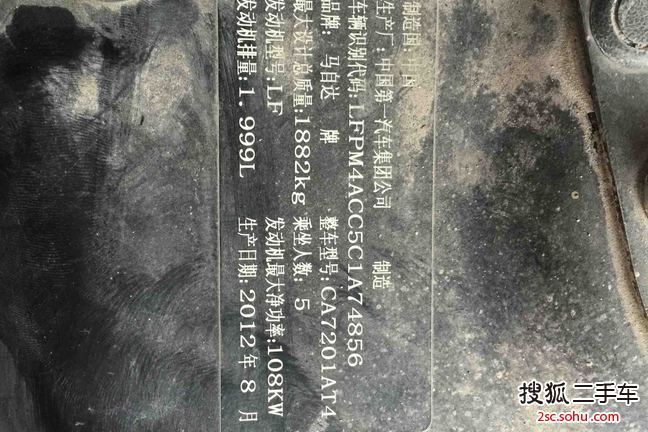 制造国：中国
生产厂：中国第一汽车集团公司 制造
车辆识别代码：LFPM4ACC5C1A74856
品牌：马自达 牌 整车型号：CA7201AT4
最大设计总质量：1882kg 乘坐人数：5
发动机型号：LF 发动机最大净功率：108KW
发动机排量：1.999L 生产日期：2012年8月
搜狐二手车
2sc.sohu.com